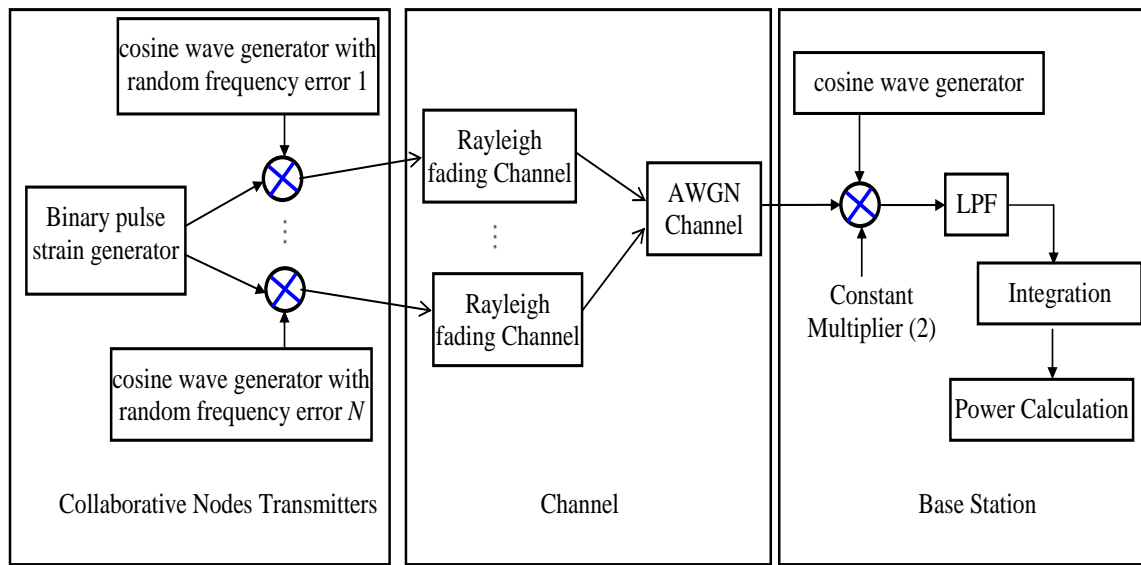 cosine wave generator with
random frequency error 1
Binary pulse
strain generator
cosine wave generator with
random frequency error N
Collaborative Nodes Transmitters
Rayleigh
fading Channel
Rayleigh
fading Channel
AWGN
Channel
Channel
cosine wave generator
LPF
Constant
Multiplier (2)
Integration
Power Calculation
Base Station